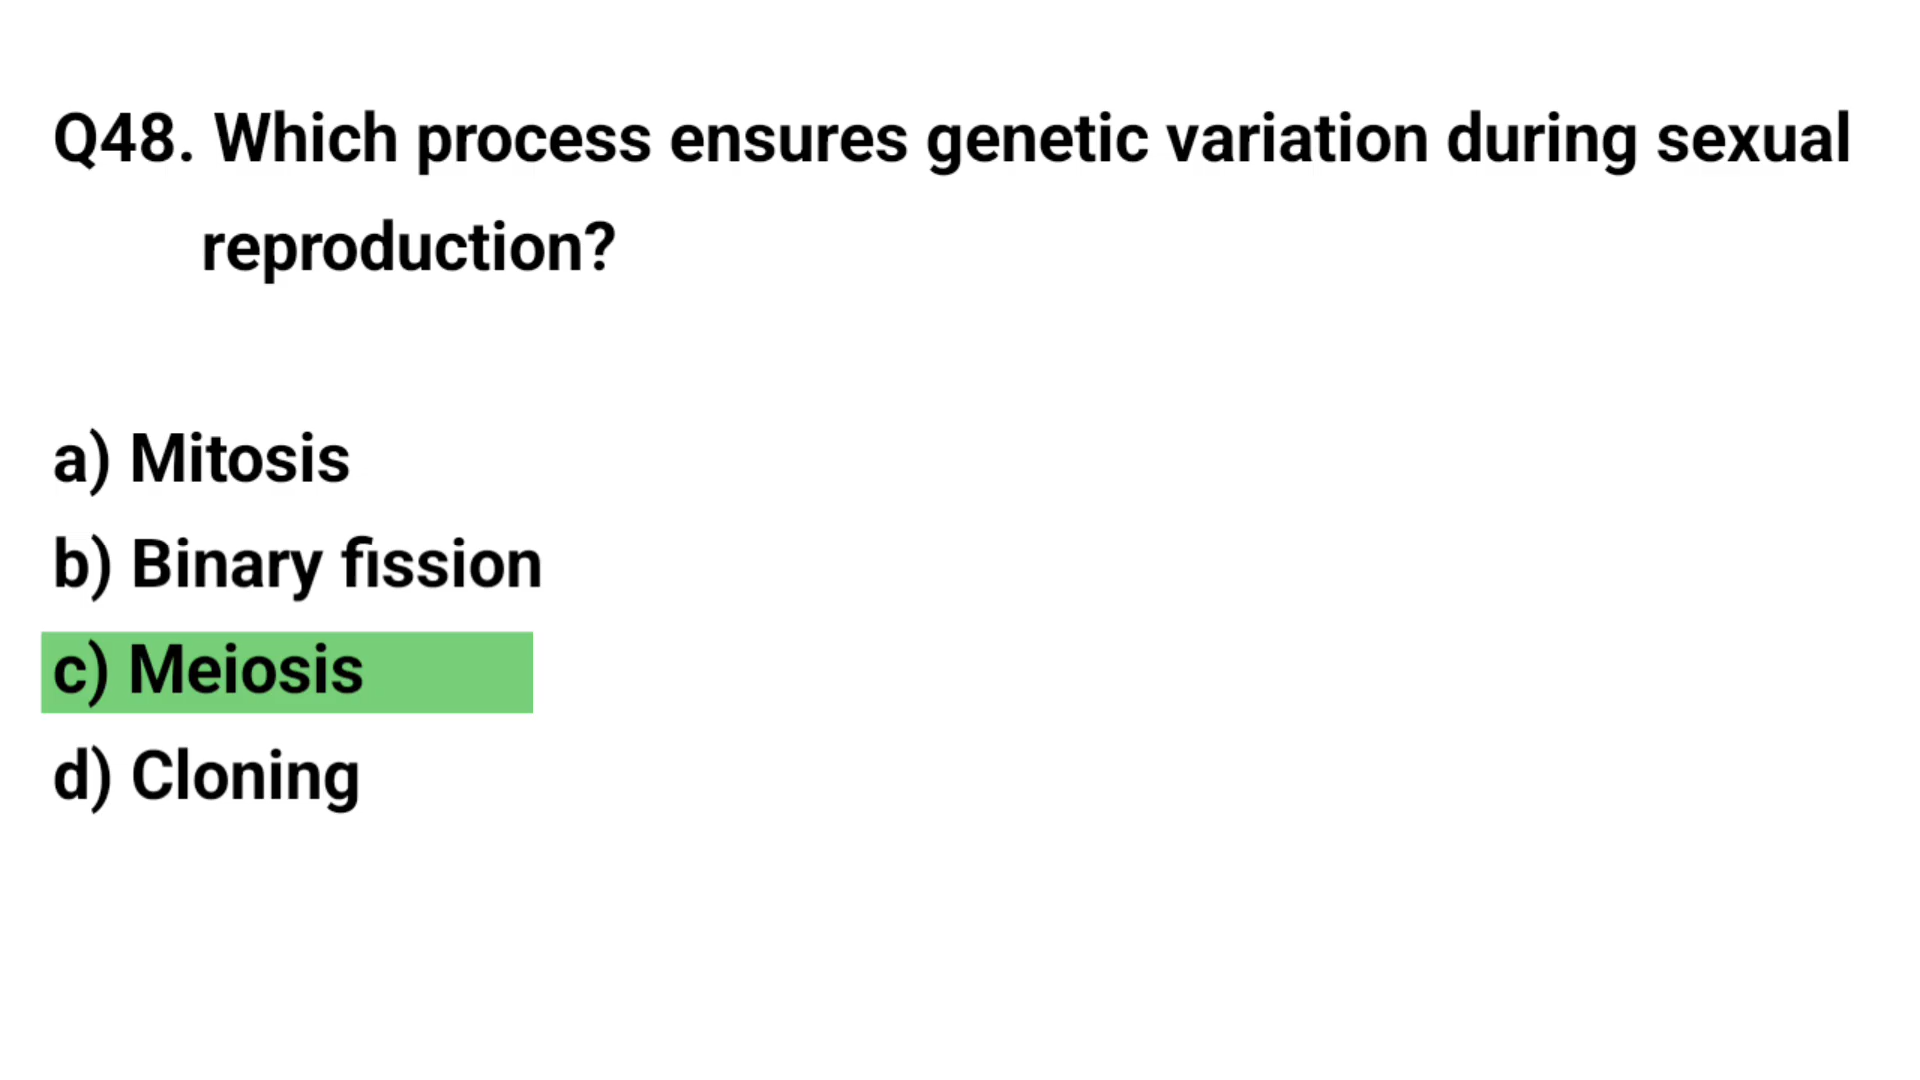 Q48. Which process ensures genetic variation during sexual
reproduction?
a) Mitosis
b) Binary fission
c) Meiosis
d) Cloning